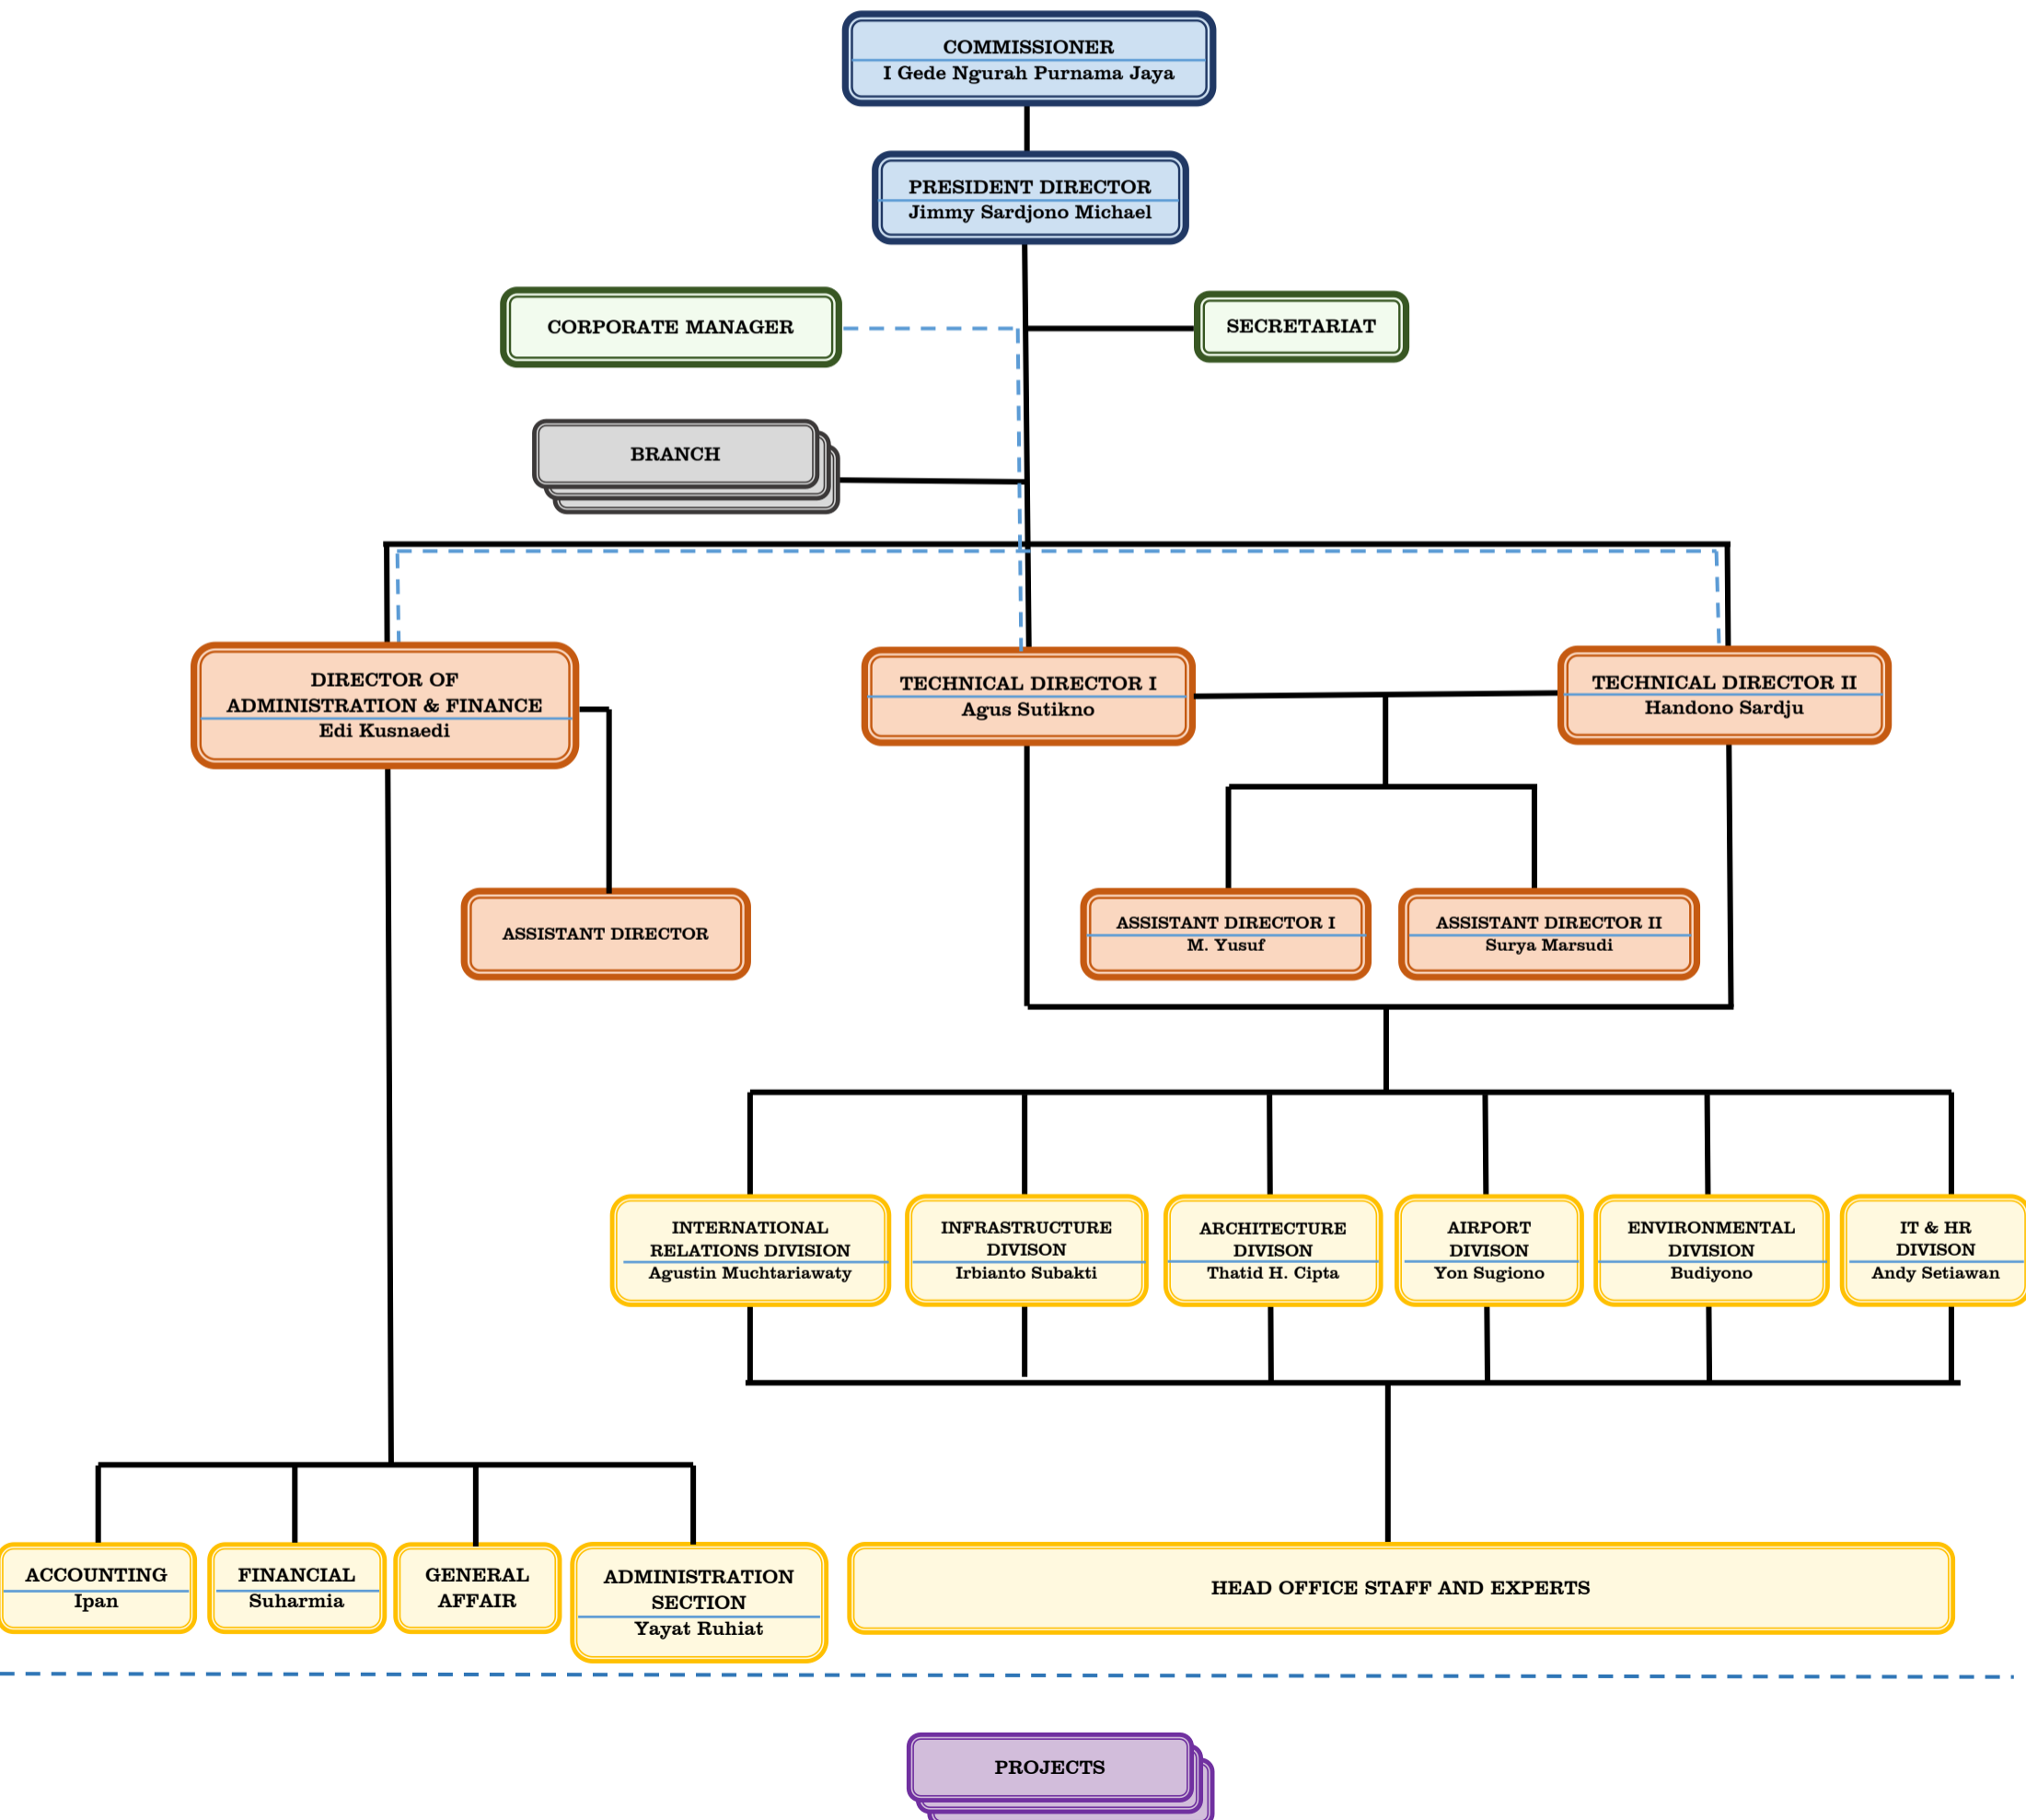 COMMISSIONER
I Gede Ngurah Purnama Jaya
PRESIDENT DIRECTOR
Jimmy Sardjono Michael
CORPORATE MANAGER
SECRETARIAT
BRANCH
DIRECTOR OF
ADMINISTRATION & FINANCE
Edi Kusnaedi
TECHNICAL DIRECTOR I
Agus Sutikno
TECHNICAL DIRECTOR II
Handono Sardju
ASSISTANT DIRECTOR
ASSISTANT DIRECTOR I
M. Yusuf
ASSISTANT DIRECTOR II
Surya Marsudi
INTERNATIONAL
RELATIONS DIVISION
Agustin Muchtariawaty
INFRASTRUCTURE
DIVISON
Irbianto Subakti
ARCHITECTURE
DIVISON
Thatid H. Cipta
AIRPORT
DIVISON
Yon Sugiono
ENVIRONMENTAL
DIVISION
Budiyono
IT & HR
DIVISON
Andy Setiawan
ACCOUNTING
Ipan
FINANCIAL
Suharmia
GENERAL
AFFAIR
ADMINISTRATION
SECTION
Yayat Ruhiat
HEAD OFFICE STAFF AND EXPERTS
PROJECTS